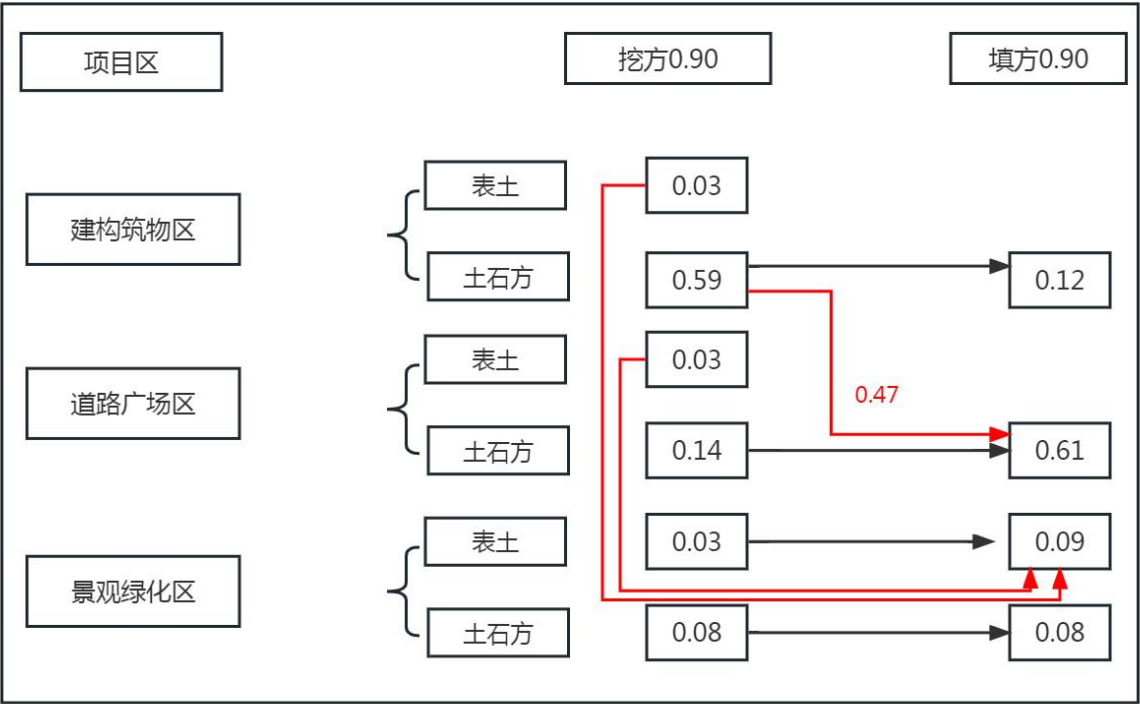 项目区
挖方0.90
填方0.90
表土
0.03
建构筑物区
土石方
0.59
0.12
表土
0.03
道路广场区
0.47
土石方
0.14
0.61
表土
0.03
0.09
景观绿化区
土石方
0.08
0.08